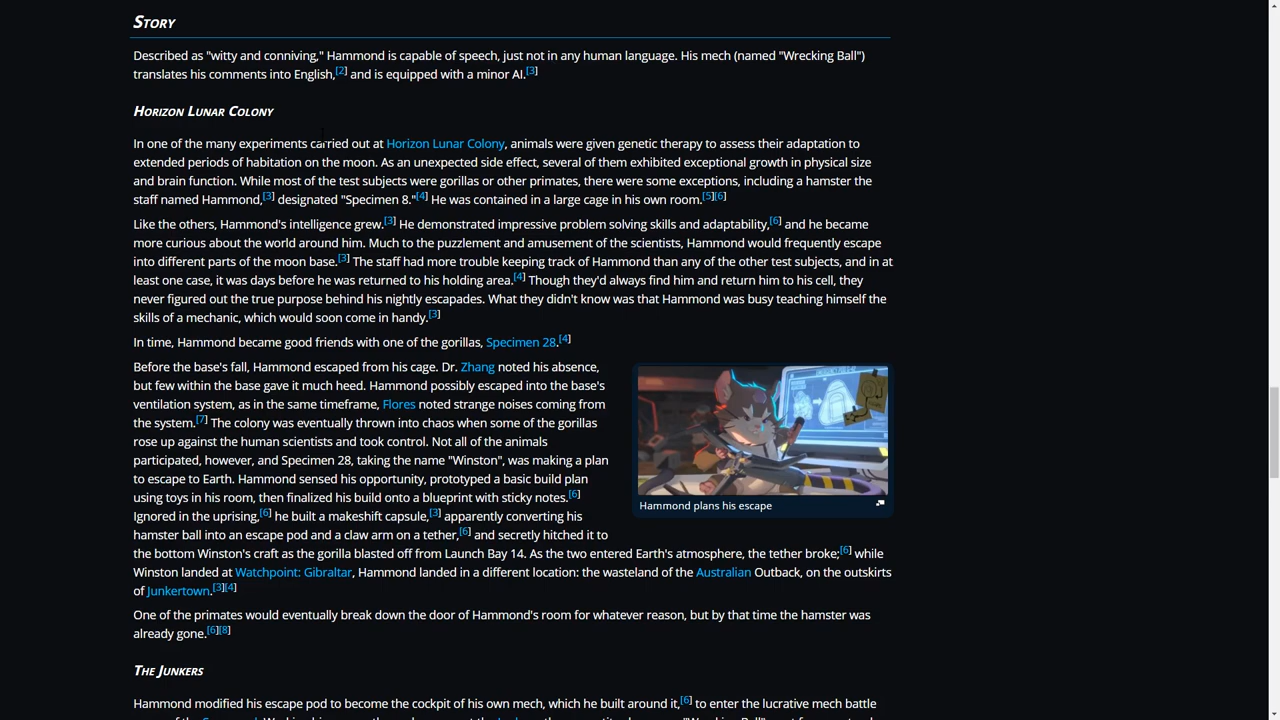 Story
Described as "witty and conniving," Hammond is capable of speech, just not in any human language. His mech (named "Wrecking Ball")
translates his comments into English,[2] and is equipped with a minor AI.[3]
Horizon Lunar Colony
In one of the many experiments carried out at Horizon Lunar Colony, animals were given genetic therapy to assess their adaptation to
extended periods of habitation on the moon. As an unexpected side effect, several of them exhibited exceptional growth in physical size
and brain function. While most of the test subjects were gorillas or other primates, there were some exceptions, including a hamster the
staff named Hammond,[3] designated "Specimen 8."[4] He was contained in a large cage in his own room.[5][6]
Like the others, Hammond's intelligence grew.[3] He demonstrated impressive problem solving skills and adaptability,[6] and he became
more curious about the world around him. Much to the puzzlement and amusement of the scientists, Hammond would frequently escape
into different parts of the moon base.[3] The staff had more trouble keeping track of Hammond than any of the other test subjects, and in at
least one case, it was days before he was returned to his holding area.[4] Though they'd always find him and return him to his cell, they
never figured out the true purpose behind his nightly escapades. What they didn't know was that Hammond was busy teaching himself the
skills of a mechanic, which would soon come in handy.[3]
In time, Hammond became good friends with one of the gorillas, Specimen 28.[4]
Before the base's fall, Hammond escaped from his cage. Dr. Zhang noted his absence,
but few within the base gave it much heed. Hammond possibly escaped into the base's
ventilation system, as in the same timeframe, Flores noted strange noises coming from
the system.[7] The colony was eventually thrown into chaos when some of the gorillas
rose up against the human scientists and took control. Not all of the animals
participated, however, and Specimen 28, taking the name "Winston", was making a plan
to escape to Earth. Hammond sensed his opportunity, prototyped a basic build plan
using toys in his room, then finalized his build onto a blueprint with sticky notes.[6]
Ignored in the uprising,[6] he built a makeshift capsule,[3] apparently converting his
hamster ball into an escape pod and a claw arm on a tether,[6] and secretly hitched it to
the bottom Winston's craft as the gorilla blasted off from Launch Bay 14. As the two entered Earth's atmosphere, the tether broke;[6] while
Winston landed at Watchpoint: Gibraltar, Hammond landed in a different location: the wasteland of the Australian Outback, on the outskirts
of Junkertown.[3][4]
Hammond plans his escape
One of the primates would eventually break down the door of Hammond's room for whatever reason, but by that time the hamster was
already gone.[6][8]
The Junkers
Hammond modified his escape pod to become the cockpit of his own mech, which he built around it,[6] to enter the lucrative mech battle